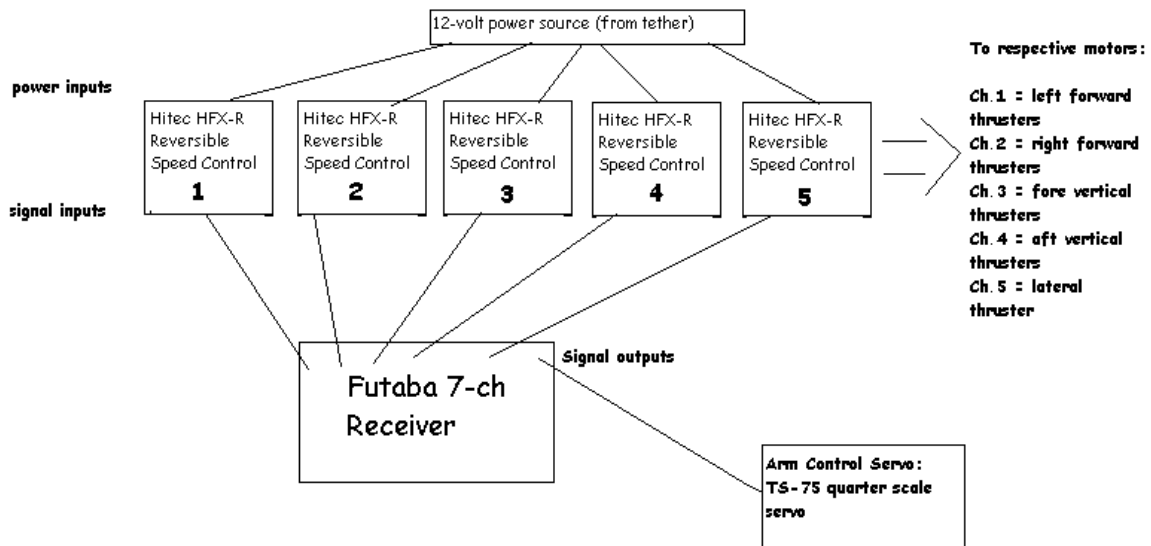 12-volt power source (from tether)
power inputs
Hitec HFX-R
Reversible
Speed Control
1
Hitec HFX-R
Reversible
Speed Control
2
Hitec HFX-R
Reversible
Speed Control
3
Hitec HFX-R
Reversible
Speed Control
4
Hitec HFX-R
Reversible
Speed Control
5
signal inputs
To respective motors:
Ch.1 = left forward
thrusters
Ch.2 = right forward
thrusters
Ch.3 = fore vertical
thrusters
Ch.4 = aft vertical
thrusters
Ch.5 = lateral
thruster
Signal outputs
Futaba 7-ch
Receiver
Arm Control Servo:
TS-75 quarter scale
servo